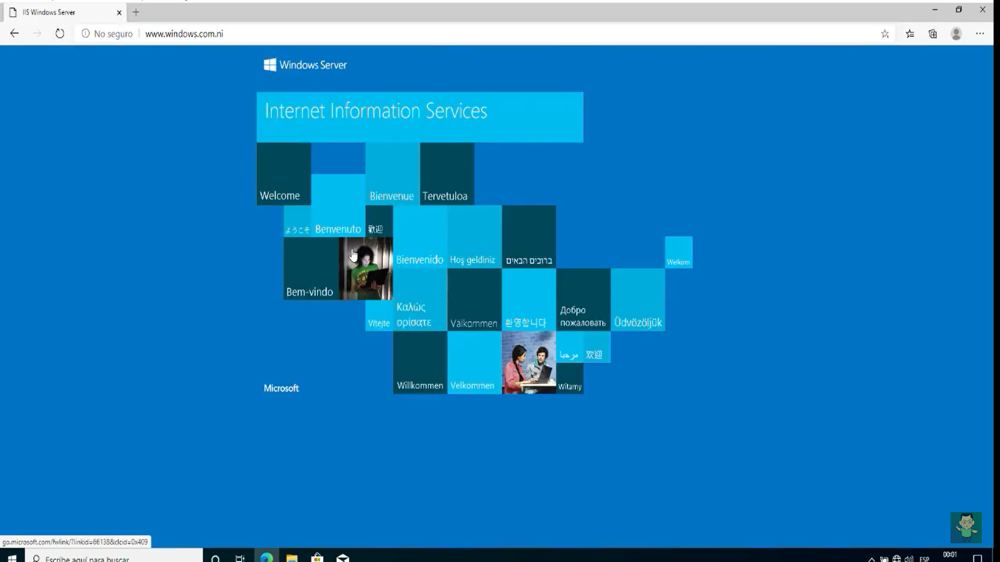 IIS Windows Server
No seguro
www.windows.com.ni
Windows Server
Internet Information Services
Welcome
Bienvenue
Tervetuloa
ようこそ
Benvenuto
歡迎
Bienvenido
Hoş geldiniz
ברוכים הבאים
Welkom
Bem-vindo
Vítejte
Καλώς
ορίσατε
Välkommen
환영합니다
Добро
пожаловать
Üdvözöljük
مرحبا
欢迎
Microsoft
Willkommen
Velkommen
Witamy
go.microsoft.com/fwlink/?linkid=66138&clcid=0x409
Escribe aquí para buscar
ESP
00:01